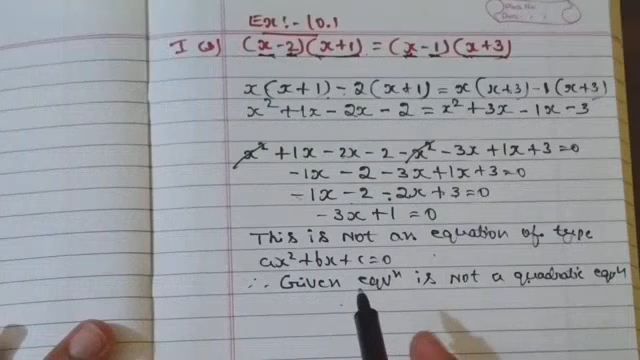 Ex:- 10.1
I (a) (x-2)(x+1) = (x-1)(x+3)
x(x+1)-2(x+1)=x(x+3)-1(x+3)
x²+1x-2x-2=x²+3x-1x-3
x²+1x-2x-2-x²-3x+1x+3=0
-1x-2-3x+1x+3=0
-1x-2-2x+3=0
-3x+1=0
This is Not an equation of type
ax²+bx+c=0
∴ Given eqnⁿ is Not a quadratic eqnⁿ